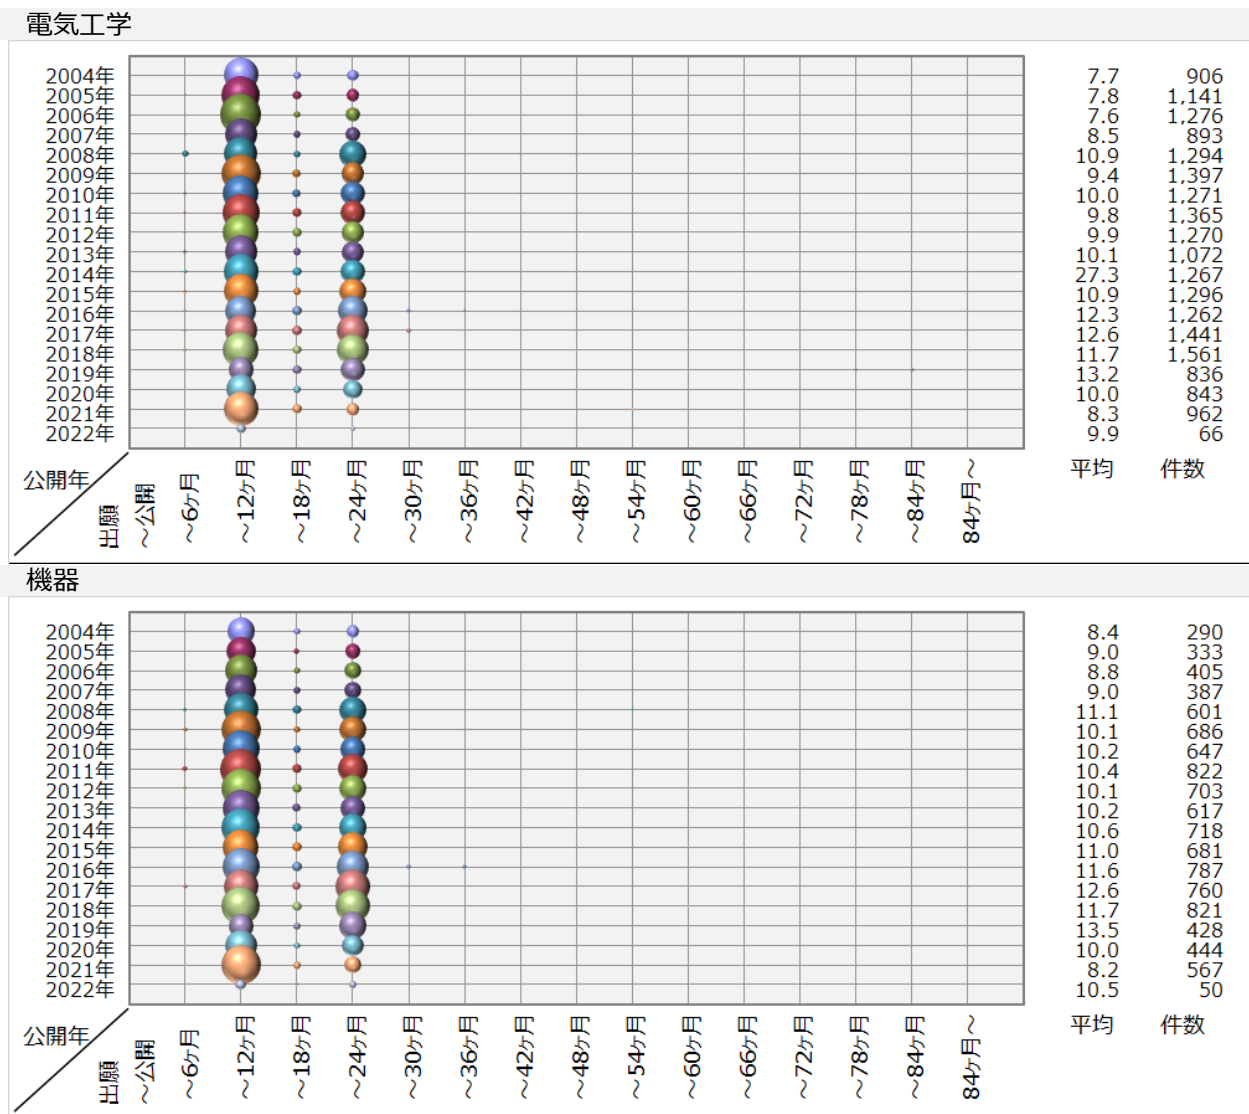 電気工学
2004年 7.7 906
2005年 7.8 1,141
2006年 7.6 1,276
2007年 8.5 893
2008年 10.9 1,294
2009年 9.4 1,397
2010年 10.0 1,271
2011年 9.8 1,365
2012年 9.9 1,270
2013年 10.1 1,072
2014年 27.3 1,267
2015年 10.9 1,296
2016年 12.3 1,262
2017年 12.6 1,441
2018年 11.7 1,561
2019年 13.2 836
2020年 10.0 843
2021年 8.3 962
2022年 9.9 66
公開年
出願
～公開
～6ヶ月
～12ヶ月
～18ヶ月
～24ヶ月
～30ヶ月
～36ヶ月
～42ヶ月
～48ヶ月
～54ヶ月
～60ヶ月
～66ヶ月
～72ヶ月
～78ヶ月
～84ヶ月
84ヶ月～
平均 件数
機器
2004年 8.4 290
2005年 9.0 333
2006年 8.8 405
2007年 9.0 387
2008年 11.1 601
2009年 10.1 686
2010年 10.2 647
2011年 10.4 822
2012年 10.1 703
2013年 10.2 617
2014年 10.6 718
2015年 11.0 681
2016年 11.6 787
2017年 12.6 760
2018年 11.7 821
2019年 13.5 428
2020年 10.0 444
2021年 8.2 567
2022年 10.5 50
公開年
出願
～公開
～6ヶ月
～12ヶ月
～18ヶ月
～24ヶ月
～30ヶ月
～36ヶ月
～42ヶ月
～48ヶ月
～54ヶ月
～60ヶ月
～66ヶ月
～72ヶ月
～78ヶ月
～84ヶ月
84ヶ月～
平均 件数